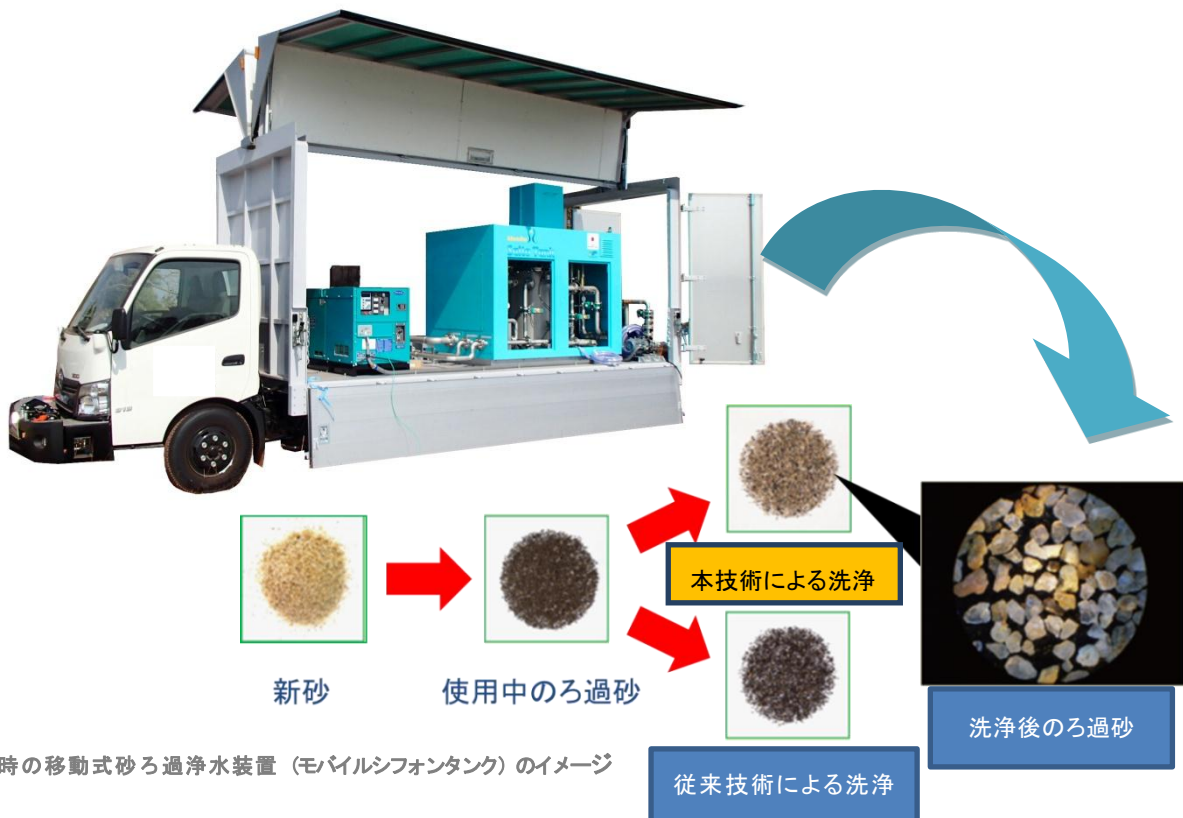 本技術による洗浄
新砂
使用中のろ過砂
洗浄後のろ過砂
時の移動式砂ろ過浄水装置 (モバイルシフォンタンク) のイメージ
従来技術による洗浄